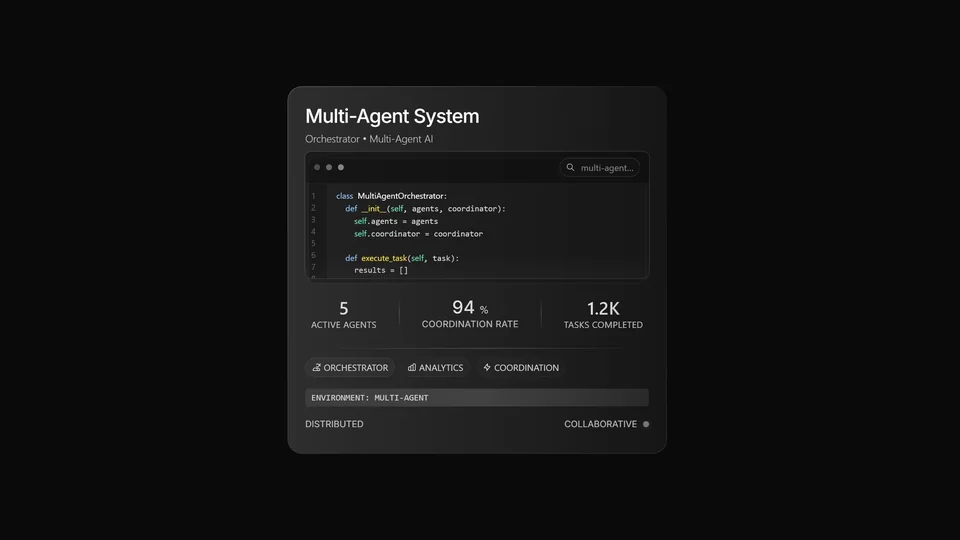 Multi-Agent System
Orchestrator • Multi-Agent AI
multi-agent...
1 class MultiAgentOrchestrator:
2 def __init__(self, agents, coordinator):
3 self.agents = agents
4 self.coordinator = coordinator
5
6 def execute_task(self, task):
7 results = []
5
ACTIVE AGENTS
94 %
COORDINATION RATE
1.2K
TASKS COMPLETED
ORCHESTRATOR ANALYTICS COORDINATION
ENVIRONMENT: MULTI-AGENT
DISTRIBUTED COLLABORATIVE